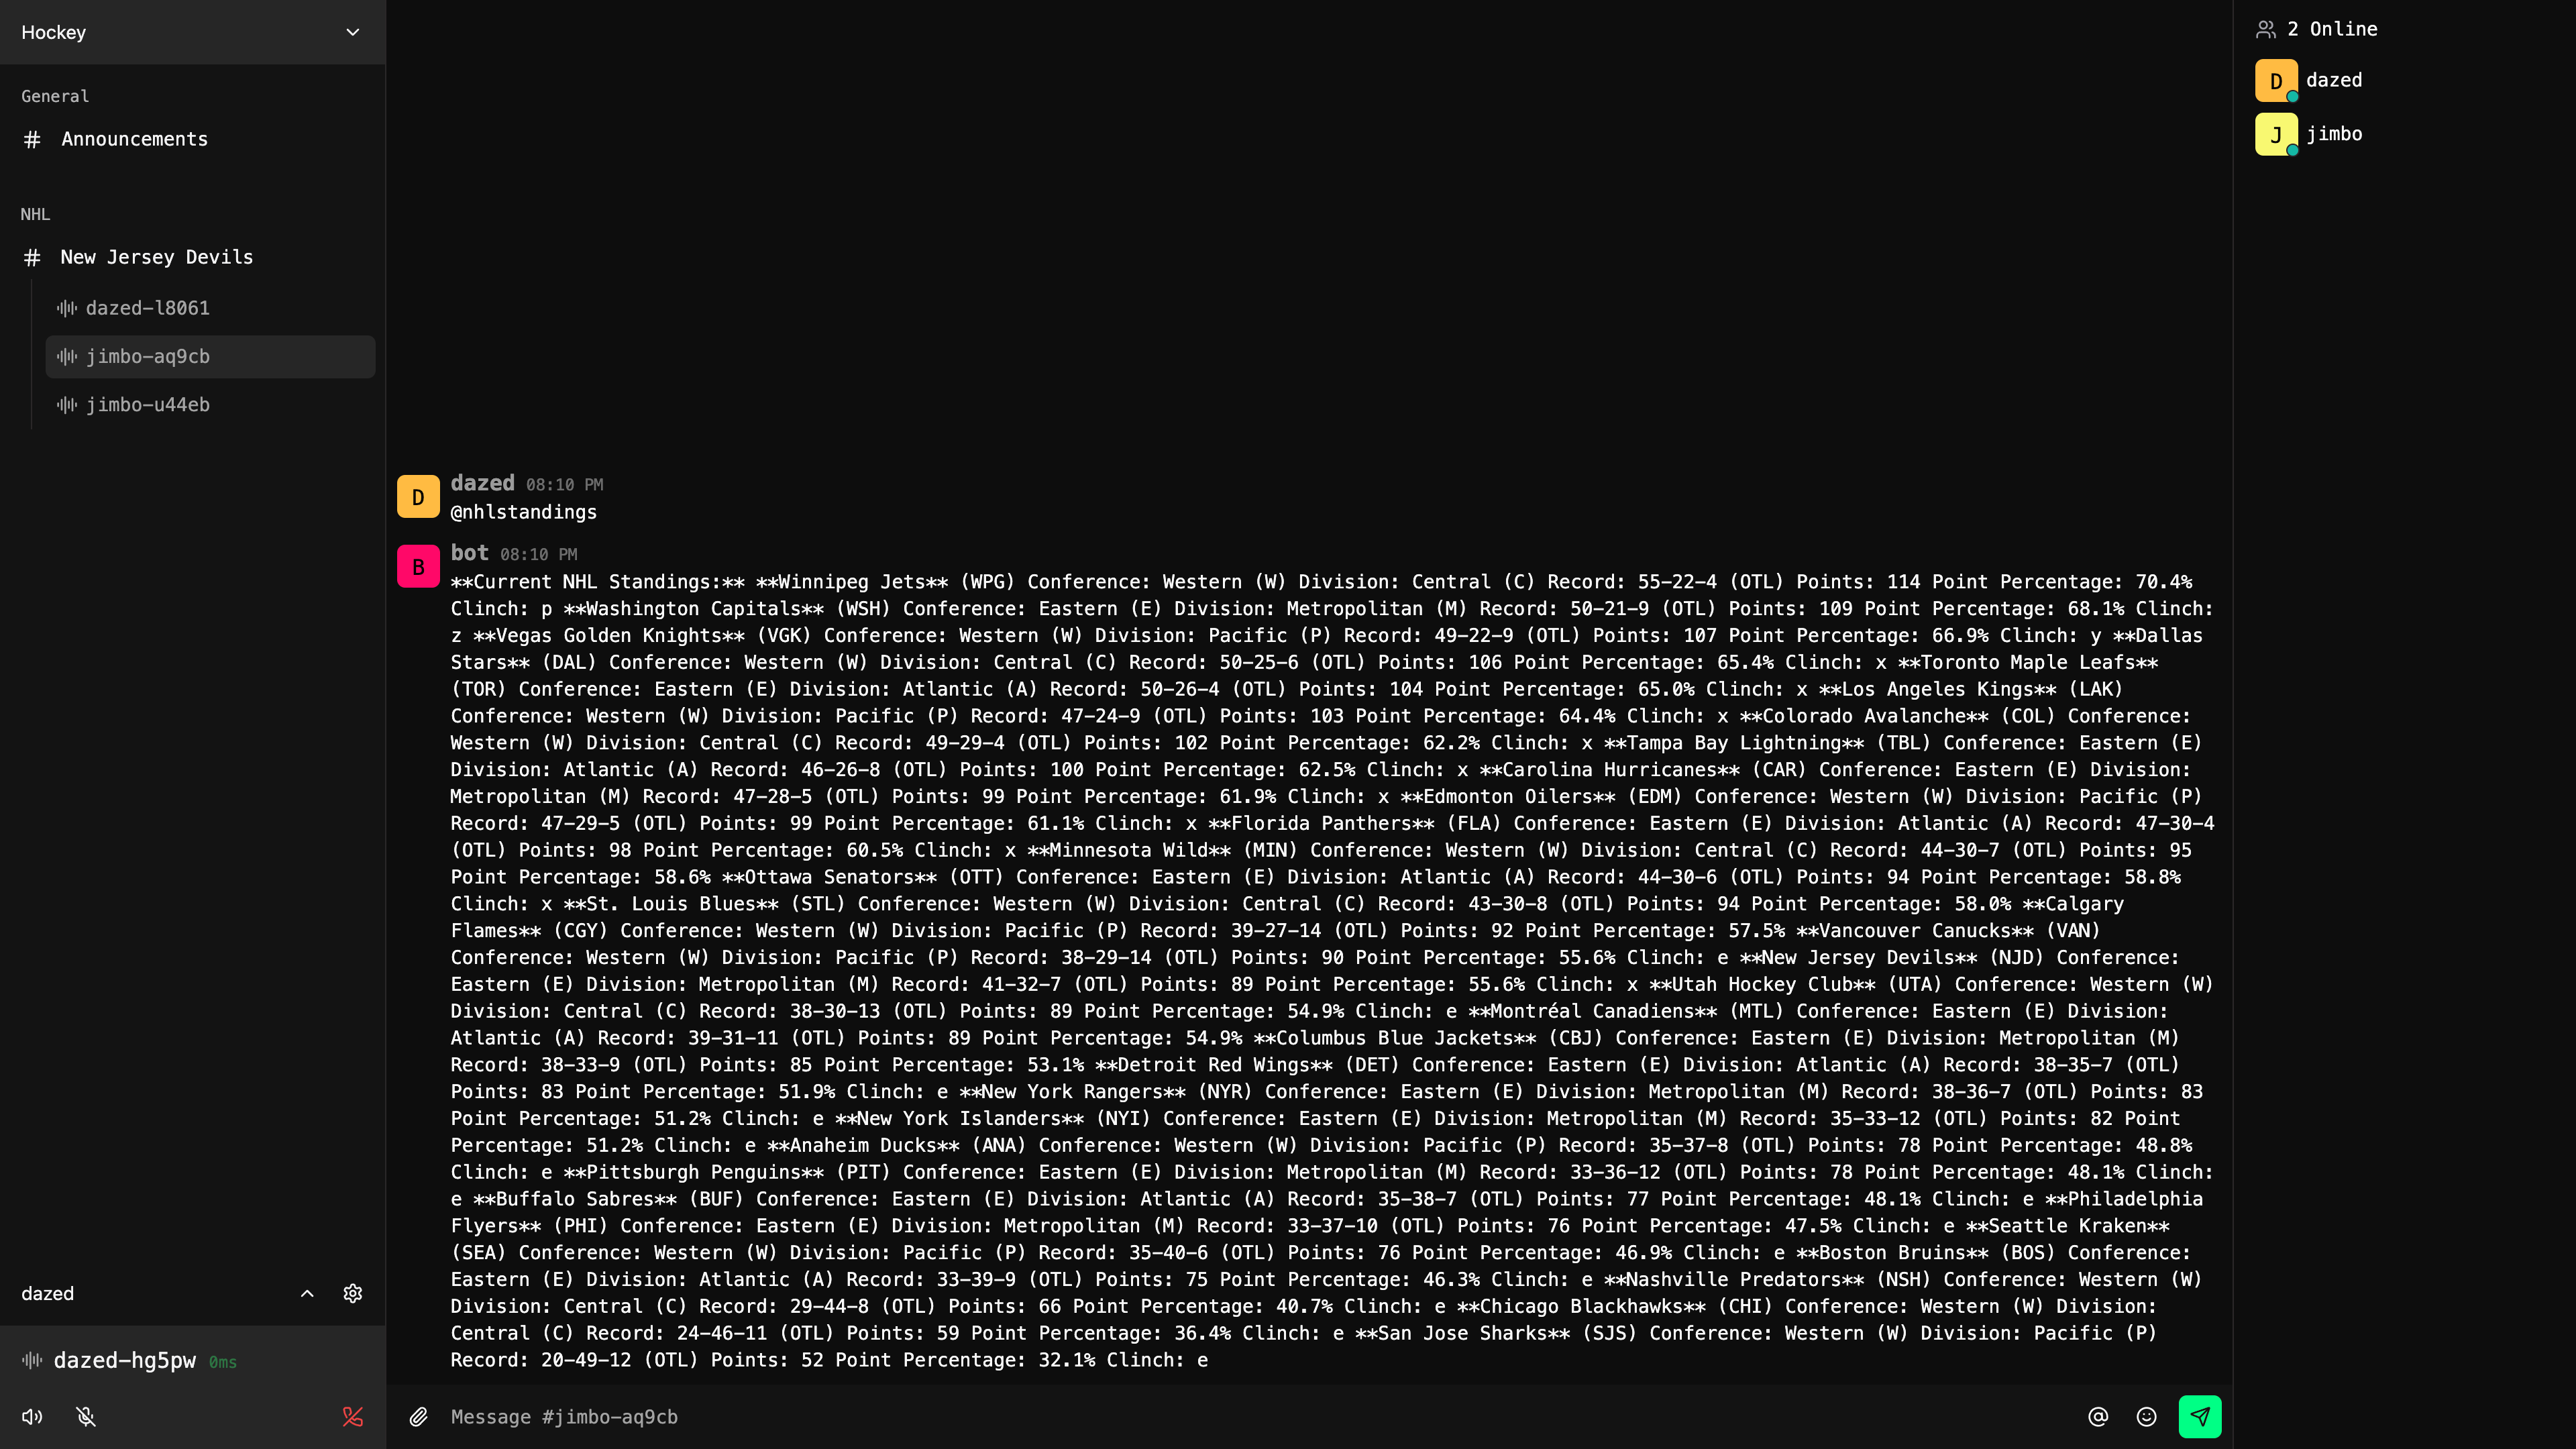 Hockey
General
# Announcements
NHL
# New Jersey Devils
dazed-l8061
jimbo-aq9cb
jimbo-u44eb
dazed
dazed-hg5pw 0ms
D
dazed 08:10 PM
@nhlstandings
B
bot 08:10 PM
**Current NHL Standings:** **Winnipeg Jets** (WPG) Conference: Western (W) Division: Central (C) Record: 55-22-4 (OTL) Points: 114 Point Percentage: 70.4%
Clinch: p **Washington Capitals** (WSH) Conference: Eastern (E) Division: Metropolitan (M) Record: 50-21-9 (OTL) Points: 109 Point Percentage: 68.1% Clinch:
z **Vegas Golden Knights** (VGK) Conference: Western (W) Division: Pacific (P) Record: 49-22-9 (OTL) Points: 107 Point Percentage: 66.9% Clinch: y **Dallas
Stars** (DAL) Conference: Western (W) Division: Central (C) Record: 50-25-6 (OTL) Points: 106 Point Percentage: 65.4% Clinch: x **Toronto Maple Leafs**
(TOR) Conference: Eastern (E) Division: Atlantic (A) Record: 50-26-4 (OTL) Points: 104 Point Percentage: 65.0% Clinch: x **Los Angeles Kings** (LAK)
Conference: Western (W) Division: Pacific (P) Record: 47-24-9 (OTL) Points: 103 Point Percentage: 64.4% Clinch: x **Colorado Avalanche** (COL) Conference:
Western (W) Division: Central (C) Record: 49-29-4 (OTL) Points: 102 Point Percentage: 62.2% Clinch: x **Tampa Bay Lightning** (TBL) Conference: Eastern (E)
Division: Atlantic (A) Record: 46-26-8 (OTL) Points: 100 Point Percentage: 62.5% Clinch: x **Carolina Hurricanes** (CAR) Conference: Eastern (E) Division:
Metropolitan (M) Record: 47-28-5 (OTL) Points: 99 Point Percentage: 61.9% Clinch: x **Edmonton Oilers** (EDM) Conference: Western (W) Division: Pacific (P)
Record: 47-29-5 (OTL) Points: 99 Point Percentage: 61.1% Clinch: x **Florida Panthers** (FLA) Conference: Eastern (E) Division: Atlantic (A) Record: 47-30-4
(OTL) Points: 98 Point Percentage: 60.5% Clinch: x **Minnesota Wild** (MIN) Conference: Western (W) Division: Central (C) Record: 44-30-7 (OTL) Points: 95
Point Percentage: 58.6% **Ottawa Senators** (OTT) Conference: Eastern (E) Division: Atlantic (A) Record: 44-30-6 (OTL) Points: 94 Point Percentage: 58.8%
Clinch: x **St. Louis Blues** (STL) Conference: Western (W) Division: Central (C) Record: 43-30-8 (OTL) Points: 94 Point Percentage: 58.0% **Calgary
Flames** (CGY) Conference: Western (W) Division: Pacific (P) Record: 39-27-14 (OTL) Points: 92 Point Percentage: 57.5% **Vancouver Canucks** (VAN)
Conference: Western (W) Division: Pacific (P) Record: 38-29-14 (OTL) Points: 90 Point Percentage: 55.6% Clinch: e **New Jersey Devils** (NJD) Conference:
Eastern (E) Division: Metropolitan (M) Record: 41-32-7 (OTL) Points: 89 Point Percentage: 55.6% Clinch: x **Utah Hockey Club** (UTA) Conference: Western (W)
Division: Central (C) Record: 38-30-13 (OTL) Points: 89 Point Percentage: 54.9% Clinch: e **Montréal Canadiens** (MTL) Conference: Eastern (E) Division:
Atlantic (A) Record: 39-31-11 (OTL) Points: 89 Point Percentage: 54.9% **Columbus Blue Jackets** (CBJ) Conference: Eastern (E) Division: Metropolitan (M)
Record: 38-33-9 (OTL) Points: 85 Point Percentage: 53.1% **Detroit Red Wings** (DET) Conference: Eastern (E) Division: Atlantic (A) Record: 38-35-7 (OTL)
Points: 83 Point Percentage: 51.9% Clinch: e **New York Rangers** (NYR) Conference: Eastern (E) Division: Metropolitan (M) Record: 38-36-7 (OTL) Points: 83
Point Percentage: 51.2% Clinch: e **New York Islanders** (NYI) Conference: Eastern (E) Division: Metropolitan (M) Record: 35-33-12 (OTL) Points: 82 Point
Percentage: 51.2% Clinch: e **Anaheim Ducks** (ANA) Conference: Western (W) Division: Pacific (P) Record: 35-37-8 (OTL) Points: 78 Point Percentage: 48.8%
Clinch: e **Pittsburgh Penguins** (PIT) Conference: Eastern (E) Division: Metropolitan (M) Record: 33-36-12 (OTL) Points: 78 Point Percentage: 48.1% Clinch:
e **Buffalo Sabres** (BUF) Conference: Eastern (E) Division: Atlantic (A) Record: 35-38-7 (OTL) Points: 77 Point Percentage: 48.1% Clinch: e **Philadelphia
Flyers** (PHI) Conference: Eastern (E) Division: Metropolitan (M) Record: 33-37-10 (OTL) Points: 76 Point Percentage: 47.5% Clinch: e **Seattle Kraken**
(SEA) Conference: Western (W) Division: Pacific (P) Record: 35-40-6 (OTL) Points: 76 Point Percentage: 46.9% Clinch: e **Boston Bruins** (BOS) Conference:
Eastern (E) Division: Atlantic (A) Record: 33-39-9 (OTL) Points: 75 Point Percentage: 46.3% Clinch: e **Nashville Predators** (NSH) Conference: Western (W)
Division: Central (C) Record: 29-44-8 (OTL) Points: 66 Point Percentage: 40.7% Clinch: e **Chicago Blackhawks** (CHI) Conference: Western (W) Division:
Central (C) Record: 24-46-11 (OTL) Points: 59 Point Percentage: 36.4% Clinch: e **San Jose Sharks** (SJS) Conference: Western (W) Division: Pacific (P)
Record: 20-49-12 (OTL) Points: 52 Point Percentage: 32.1% Clinch: e
Message #jimbo-aq9cb
2 Online
D dazed
J jimbo